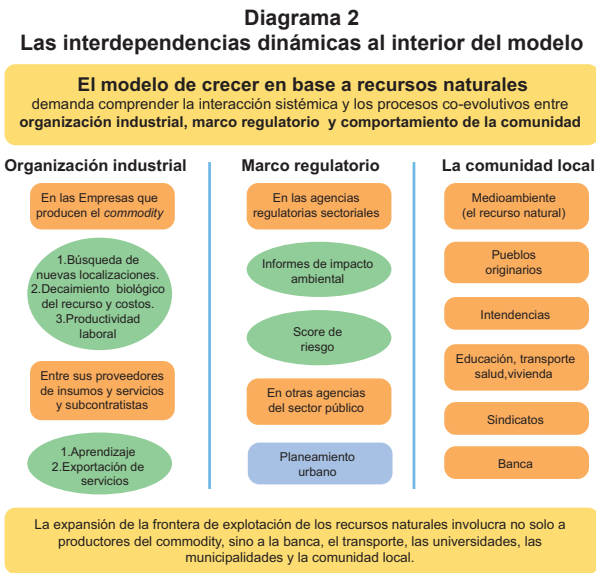 Diagrama 2
Las interdependencias dinámicas al interior del modelo
El modelo de crecer en base a recursos naturales
demanda comprender la interacción sistémica y los procesos co-evolutivos entre
organización industrial, marco regulatorio y comportamiento de la comunidad
Organización industrial
En las Empresas que
producen el commodity
1.Búsqueda de
nuevas localizaciones.
2.Decaimiento biológico
del recurso y costos.
3.Productividad
laboral
Entre sus proveedores
de insumos y servicios
y subcontratistas
1.Aprendizaje
2.Exportación de
servicios
Marco regulatorio
En las agencias
regulatorias sectoriales
Informes de impacto
ambiental
Score de
riesgo
En otras agencias
del sector público
Planeamiento
urbano
La comunidad local
Medioambiente
(el recurso natural)
Pueblos
originarios
Intendencias
Educación, transporte
salud,vivienda
Sindicatos
Banca
La expansión de la frontera de explotación de los recursos naturales involucra no solo a
productores del commodity, sino a la banca, el transporte, las universidades, las
municipalidades y la comunidad local.